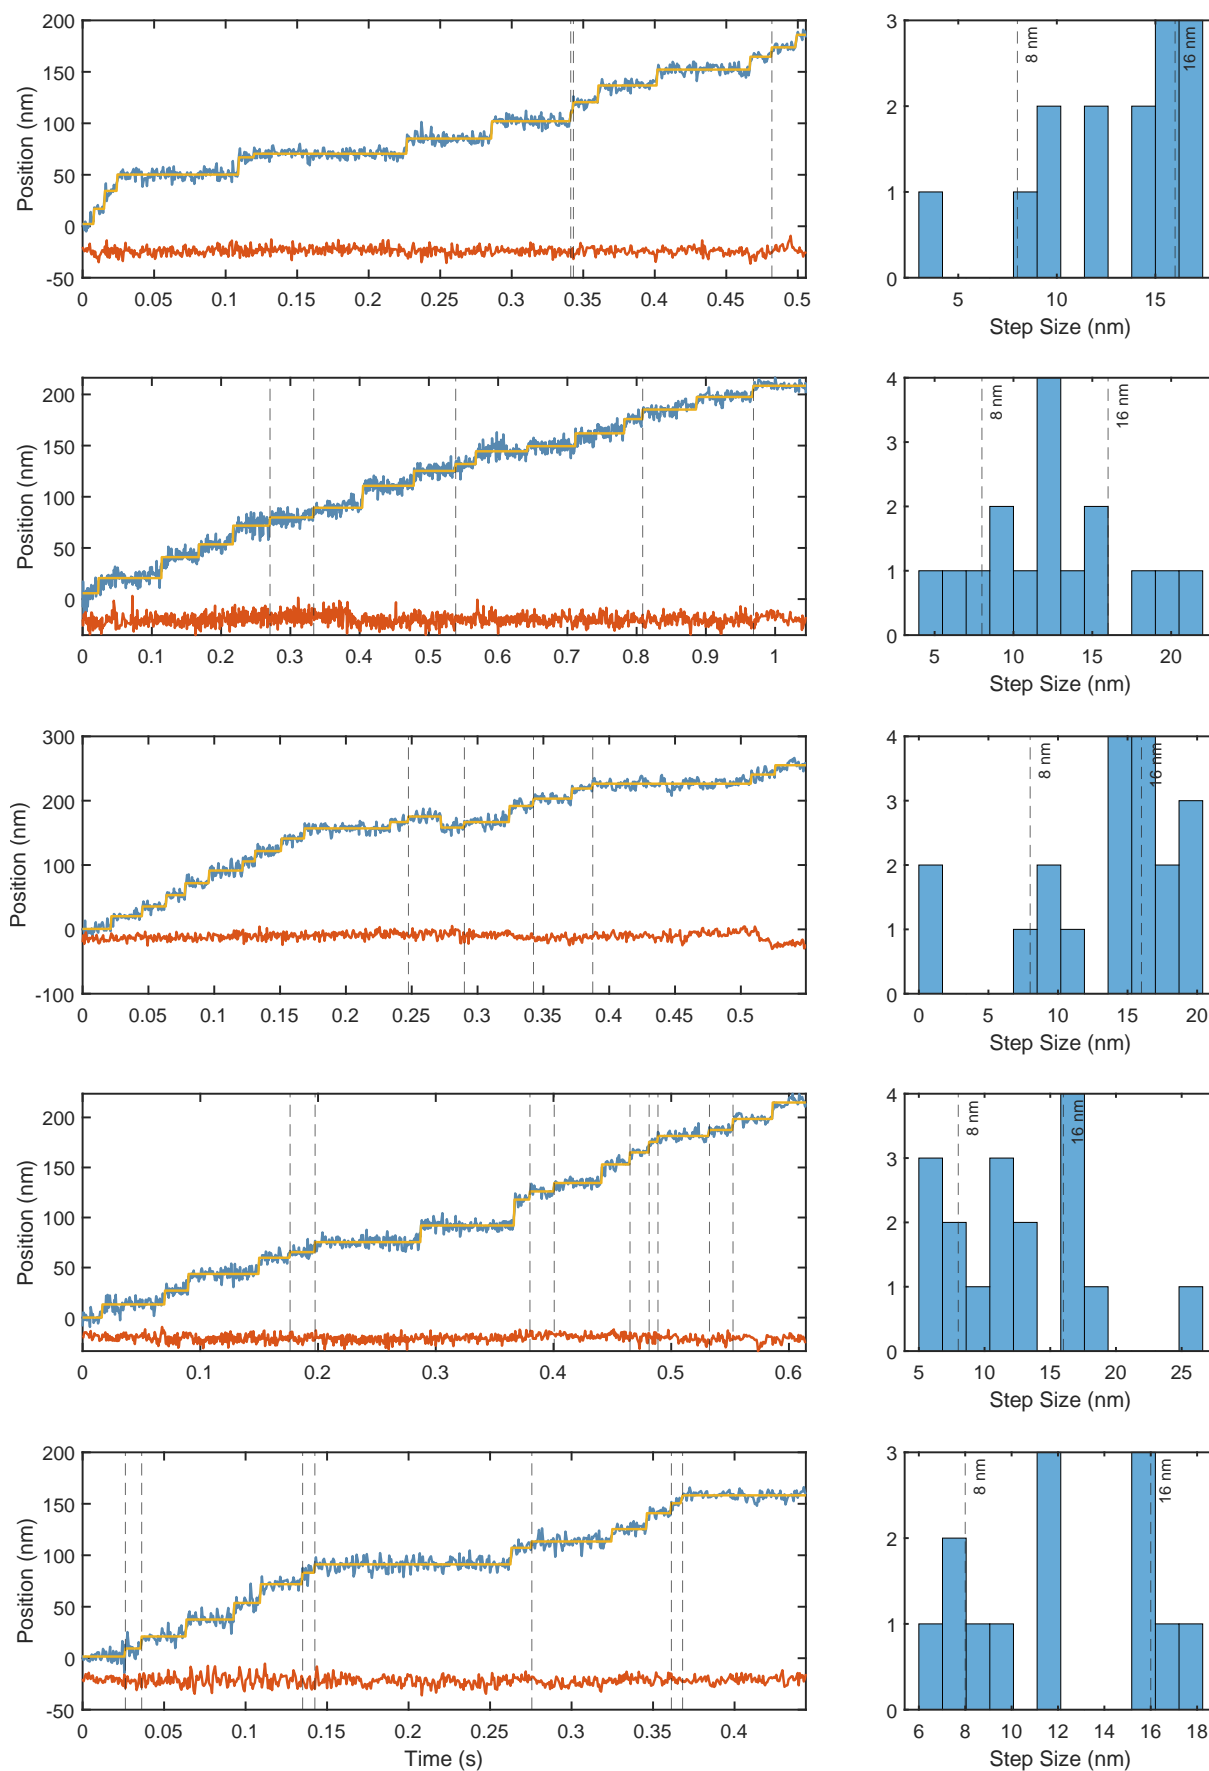 200
150
100
50
0
-50
Position (nm)
0 0.05 0.1 0.15 0.2 0.25 0.3 0.35 0.4 0.45 0.5
3
2
1
0
8 nm
16 nm
5 10 15
Step Size (nm)
200
150
100
50
0
Position (nm)
0 0.1 0.2 0.3 0.4 0.5 0.6 0.7 0.8 0.9 1
4
3
2
1
0
8 nm
16 nm
5 10 15 20
Step Size (nm)
300
200
100
0
-100
Position (nm)
0 0.05 0.1 0.15 0.2 0.25 0.3 0.35 0.4 0.45 0.5
4
3
2
1
0
8 nm
16 nm
0 5 10 15 20
Step Size (nm)
200
150
100
50
0
Position (nm)
0 0.1 0.2 0.3 0.4 0.5 0.6
4
3
2
1
0
8 nm
16 nm
5 10 15 20 25
Step Size (nm)
200
150
100
50
0
-50
Position (nm)
0 0.05 0.1 0.15 0.2 0.25 0.3 0.35 0.4
Time (s)
3
2
1
0
8 nm
16 nm
6 8 10 12 14 16 18
Step Size (nm)